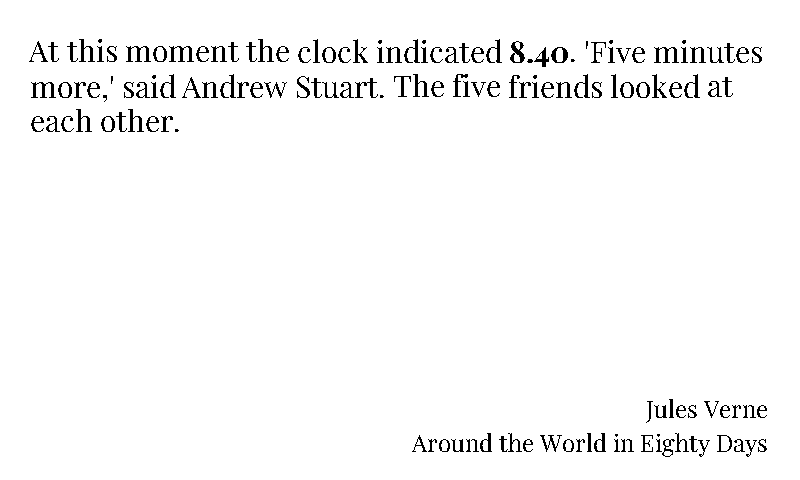 At this moment the clock indicated 8.40. 'Five minutes
more,' said Andrew Stuart. The five friends looked at
each other.
Jules Verne
Around the World in Eighty Days